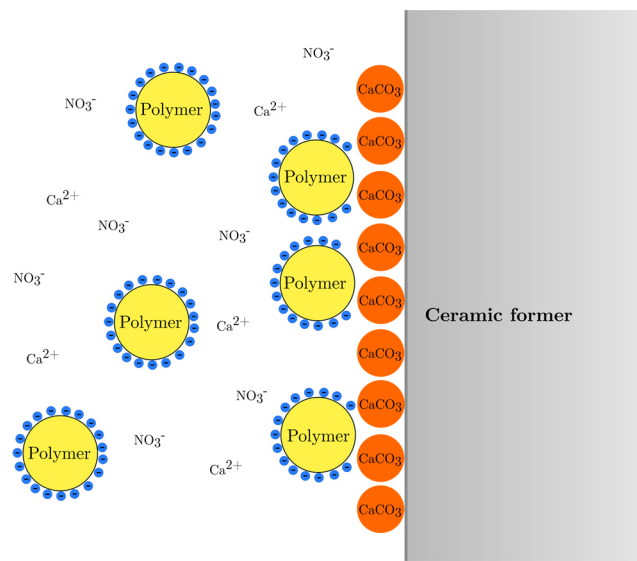 NO₃⁻
CaCO₃
NO₃⁻
Polymer
Ca²⁺
CaCO₃
Polymer
Ca²⁺
CaCO₃
NO₃⁻
NO₃⁻
CaCO₃
NO₃⁻
Polymer
CaCO₃
Ceramic former
Polymer
Ca²⁺
Ca²⁺
CaCO₃
NO₃⁻
CaCO₃
Polymer
NO₃⁻
Polymer
CaCO₃
Ca²⁺
CaCO₃